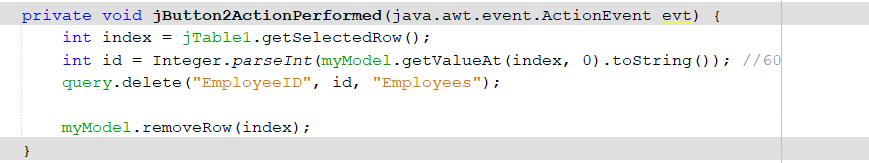 private void jButton2ActionPerformed(java.awt.event.ActionEvent evt) {
    int index = jTable1.getSelectedRow();
    int id = Integer.parseInt(myModel.getValueAt(index, 0).toString()); //60
    query.delete("EmployeeID", id, "Employees");

    myModel.removeRow(index);
}